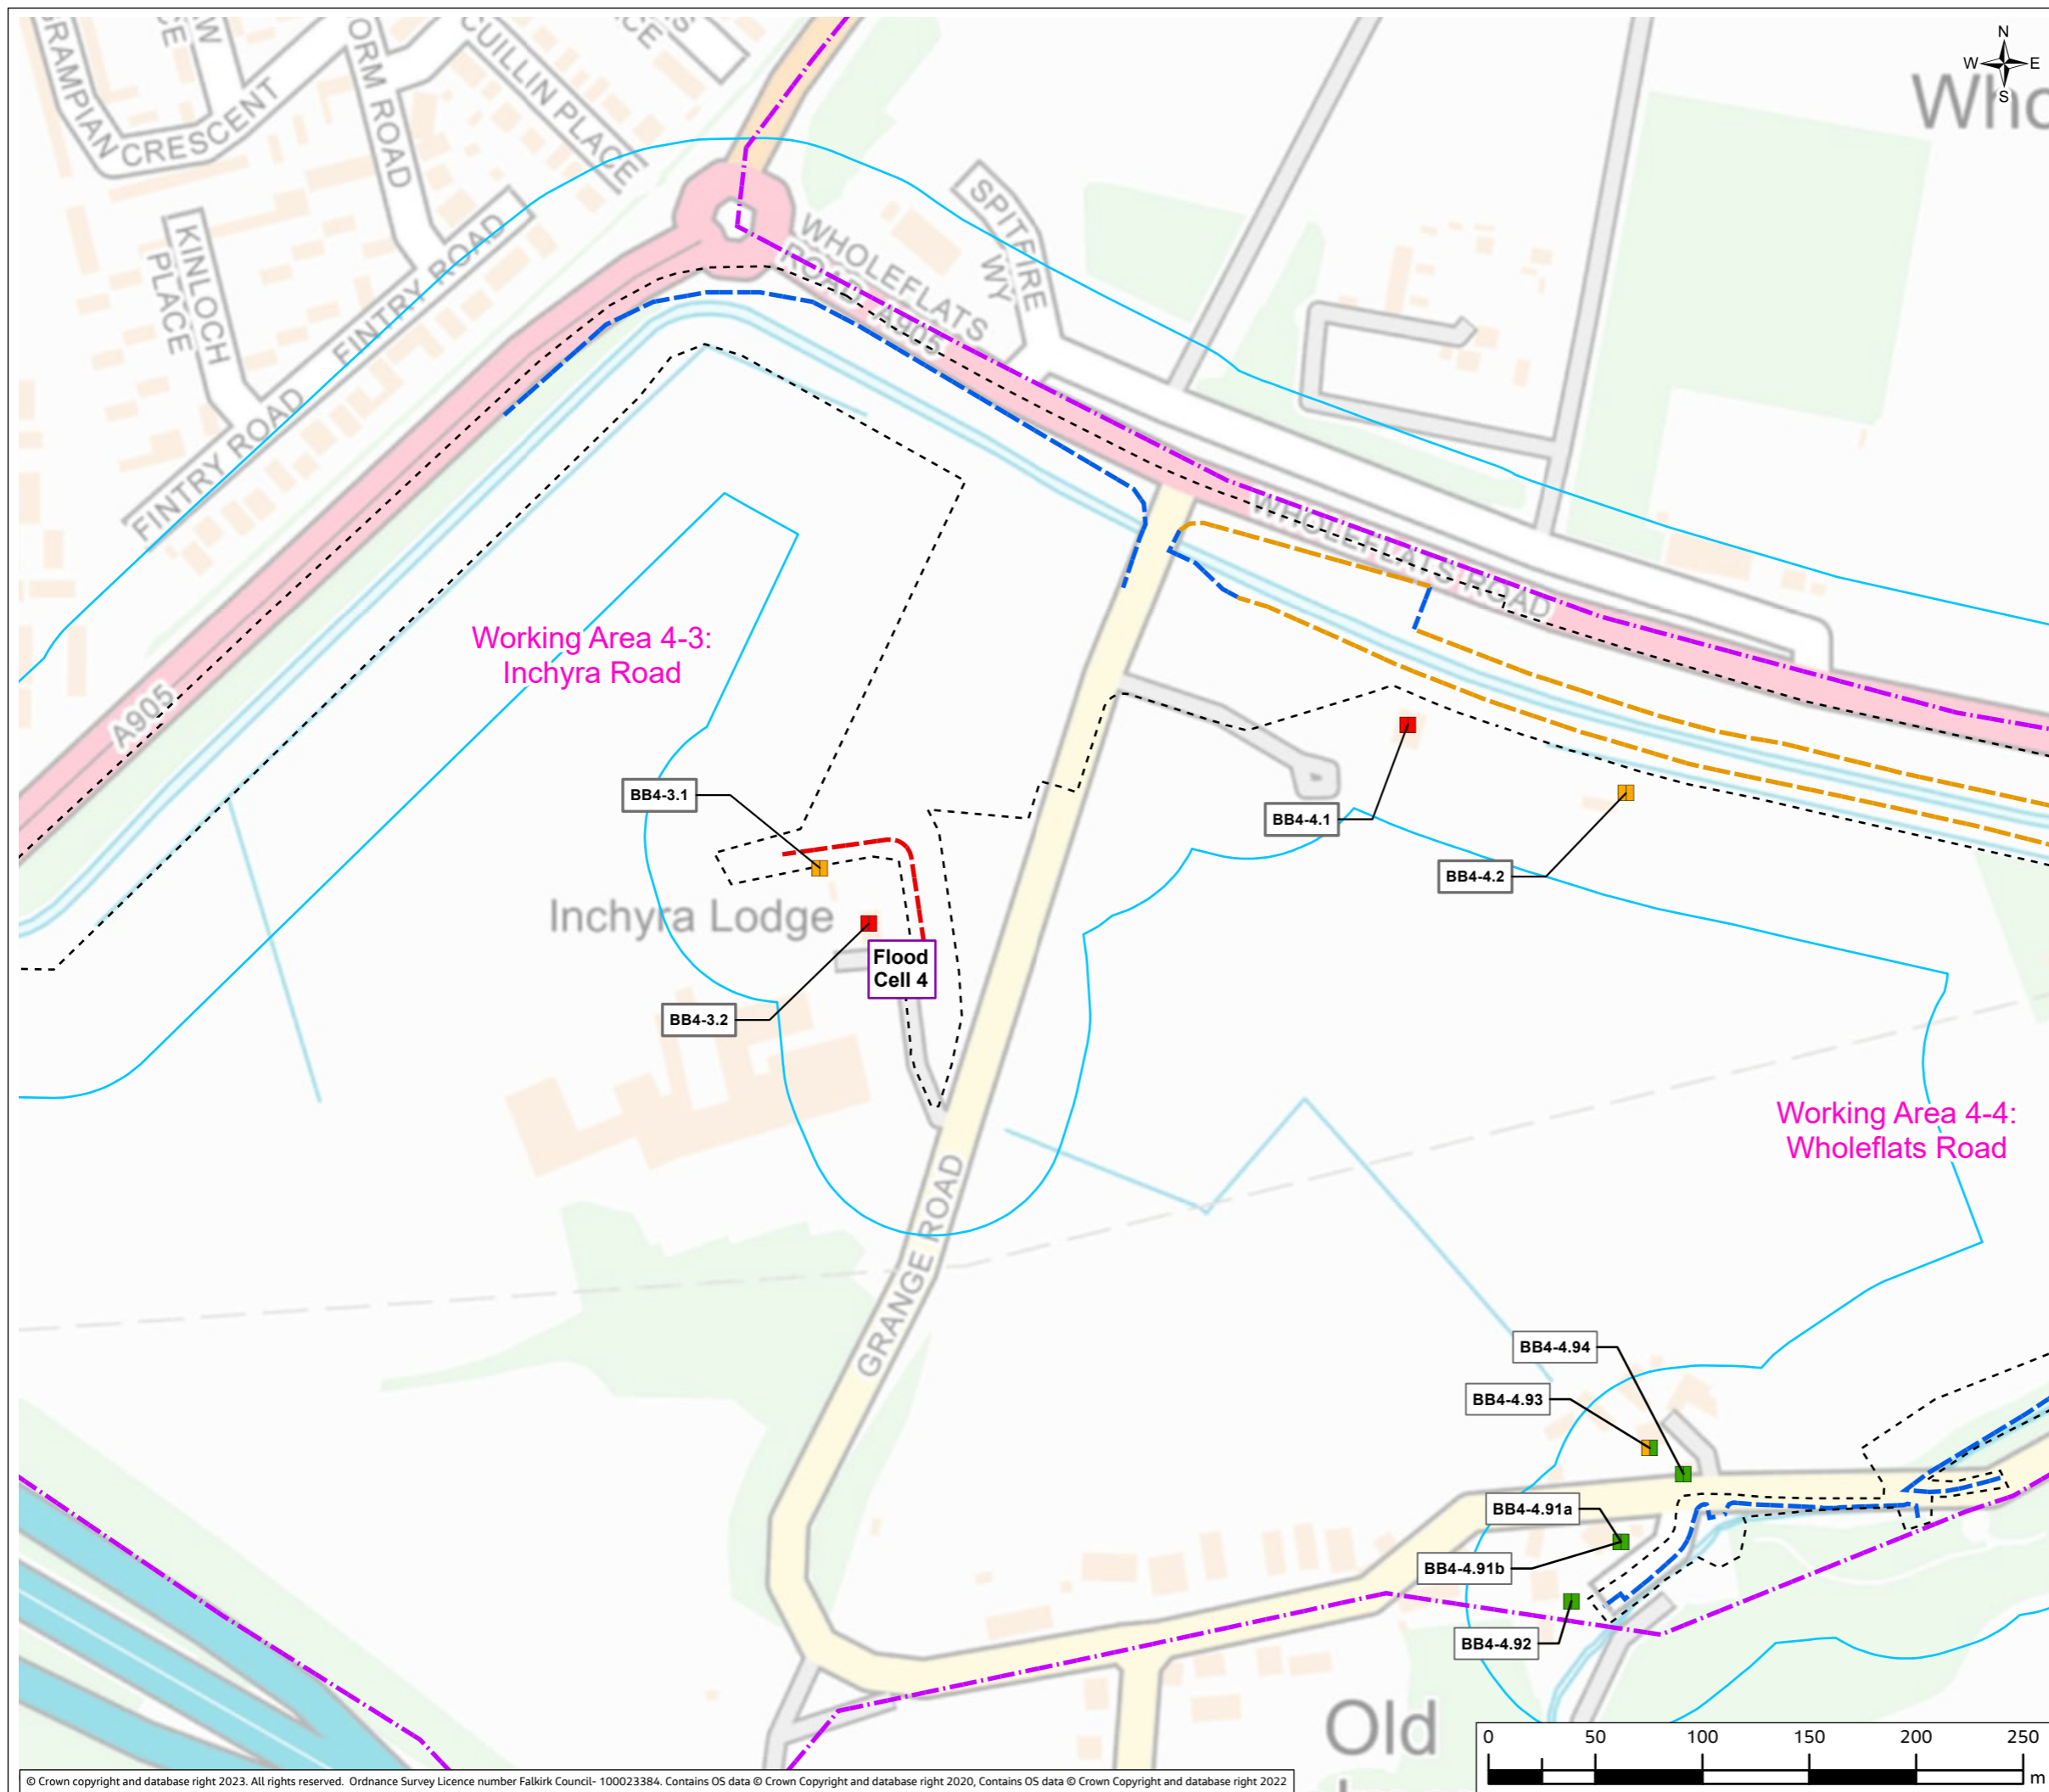 GRAMPIAN
CRESCENT
ORM ROAD
CUILLIN PLACE
KINLOCH
PLACE
FINTRY ROAD
FINTRY ROAD
A905
WHOLEFLATS
ROAD A905
SPITFIRE
WY
WHOLEFLATS ROAD
Who
N
W
E
S
Working Area 4-3:
Inchyra Road
BB4-3.1
BB4-4.1
BB4-4.2
Inchyra Lodge
Flood
Cell 4
BB4-3.2
Working Area 4-4:
Wholeflats Road
GRANGE ROAD
BB4-4.94
BB4-4.93
BB4-4.91a
BB4-4.91b
BB4-4.92
Old
0 50 100 150 200 250
m
© Crown copyright and database right 2023. All rights reserved. Ordnance Survey Licence number Falkirk Council- 100023384. Contains OS data © Crown Copyright and database right 2020, Contains OS data © Crown Copyright and database right 2022